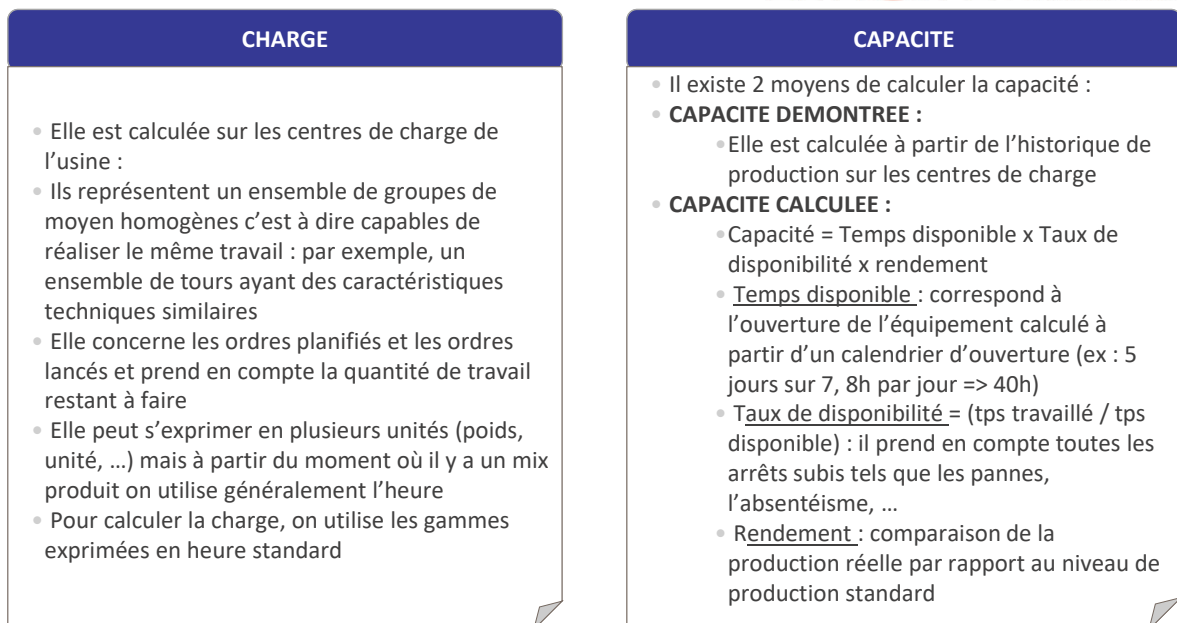 CHARGE
• Elle est calculée sur les centres de charge de
l’usine :
• Ils représentent un ensemble de groupes de
moyen homogènes c’est à dire capables de
réaliser le même travail : par exemple, un
ensemble de tours ayant des caractéristiques
techniques similaires
• Elle concerne les ordres planifiés et les ordres
lancés et prend en compte la quantité de travail
restant à faire
• Elle peut s’exprimer en plusieurs unités (poids,
unité, …) mais à partir du moment où il y a un mix
produit on utilise généralement l’heure
• Pour calculer la charge, on utilise les gammes
exprimées en heure standard
CAPACITE
• Il existe 2 moyens de calculer la capacité :
• CAPACITE DEMONTREE :
• Elle est calculée à partir de l’historique de
production sur les centres de charge
• CAPACITE CALCULEE :
• Capacité = Temps disponible x Taux de
disponibilité x rendement
• Temps disponible : correspond à
l’ouverture de l’équipement calculé à
partir d’un calendrier d’ouverture (ex : 5
jours sur 7, 8h par jour => 40h)
• Taux de disponibilité = (tps travaillé / tps
disponible) : il prend en compte toutes les
arrêts subis tels que les pannes,
l’absentéisme, …
• Rendement : comparaison de la
production réelle par rapport au niveau de
production standard